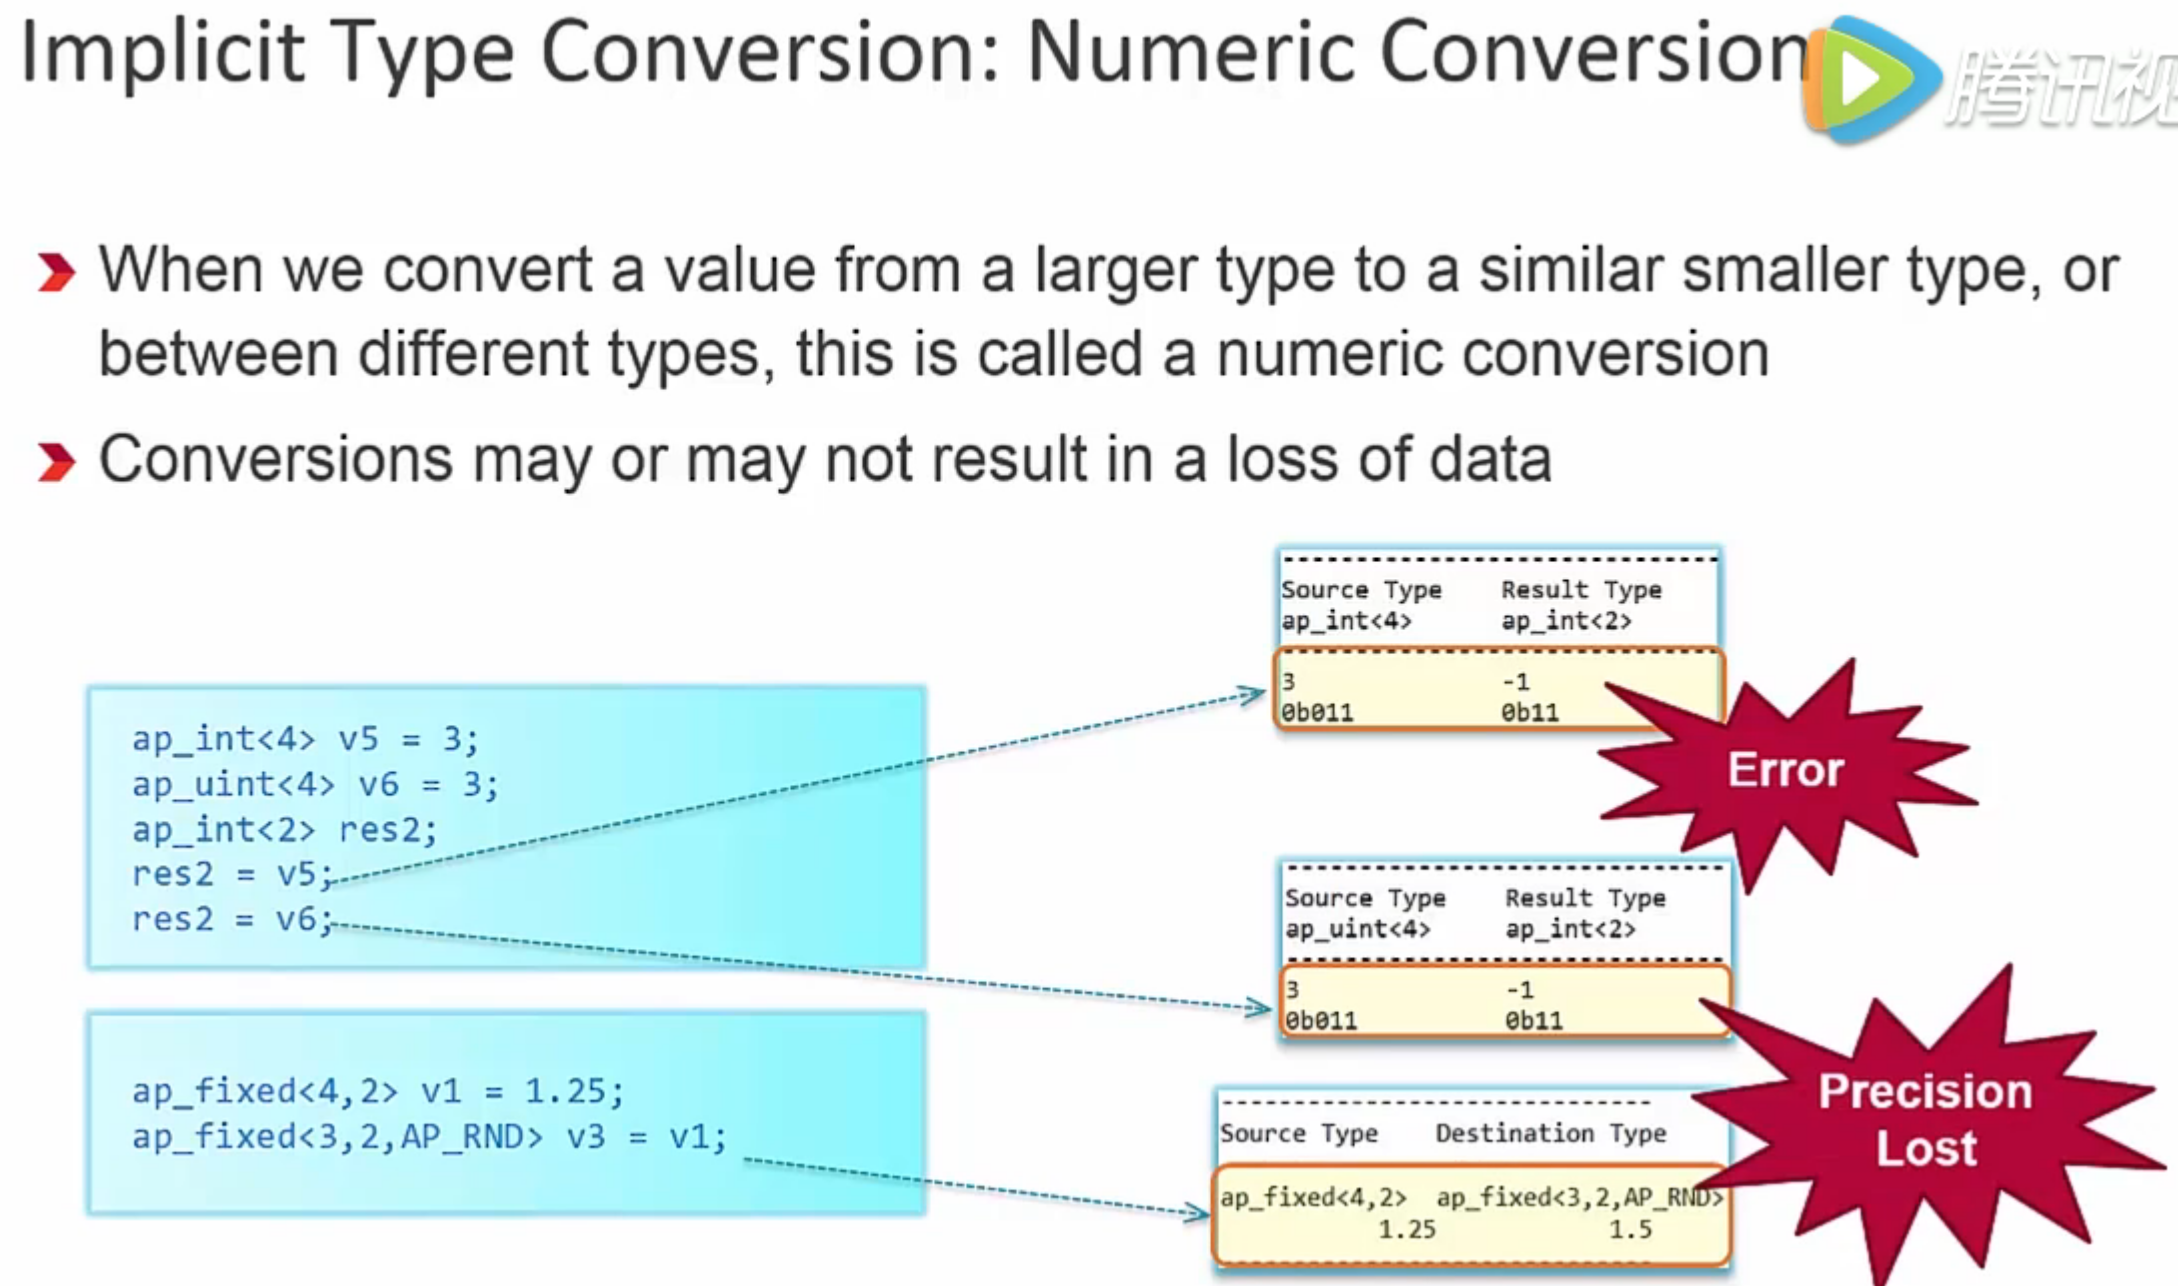 Implicit Type Conversion: Numeric Conversion
腾讯视
When we convert a value from a larger type to a similar smaller type, or
between different types, this is called a numeric conversion
Conversions may or may not result in a loss of data
ap_int<4> v5 = 3;
ap_uint<4> v6 = 3;
ap_int<2> res2;
res2 = v5;
res2 = v6;
ap_fixed<4,2> v1 = 1.25;
ap_fixed<3,2,AP_RND> v3 = v1;
Source Type Result Type
ap_int<4> ap_int<2>
3 -1
0b011 0b11
Error
Source Type Result Type
ap_uint<4> ap_int<2>
3 -1
0b011 0b11
Source Type Destination Type
ap_fixed<4,2> ap_fixed<3,2,AP_RND>
1.25 1.5
Precision
Lost